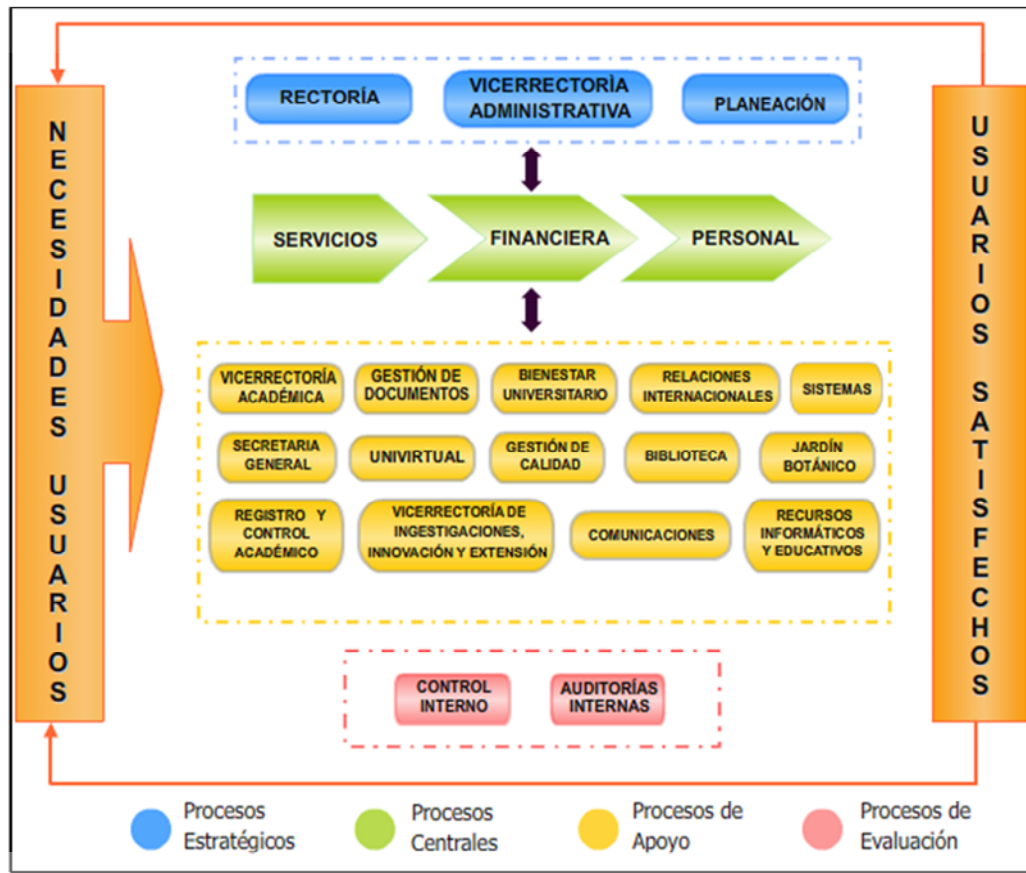 NECESIDADES USUARIOS
RECTORÍA
VICERRECTORÌA
ADMINISTRATIVA
PLANEACIÓN
SERVICIOS
FINANCIERA
PERSONAL
VICERRECTORÍA
ACADÉMICA
GESTIÓN DE
DOCUMENTOS
BIENESTAR
UNIVERSITARIO
RELACIONES
INTERNACIONALES
SISTEMAS
SECRETARIA
GENERAL
UNIVIRTUAL
GESTIÓN DE
CALIDAD
BIBLIOTECA
JARDÍN
BOTÁNICO
REGISTRO Y
CONTROL
ACADÉMICO
VICERRECTORÍA DE
INGESTIGACIONES,
INNOVACIÓN Y EXTENSIÓN
COMUNICACIONES
RECURSOS
INFORMÁTICOS
Y EDUCATIVOS
CONTROL
INTERNO
AUDITORÍAS
INTERNAS
USUARIOS SATISFECHOS
Procesos
Estratégicos
Procesos
Centrales
Procesos de
Apoyo
Procesos de
Evaluación